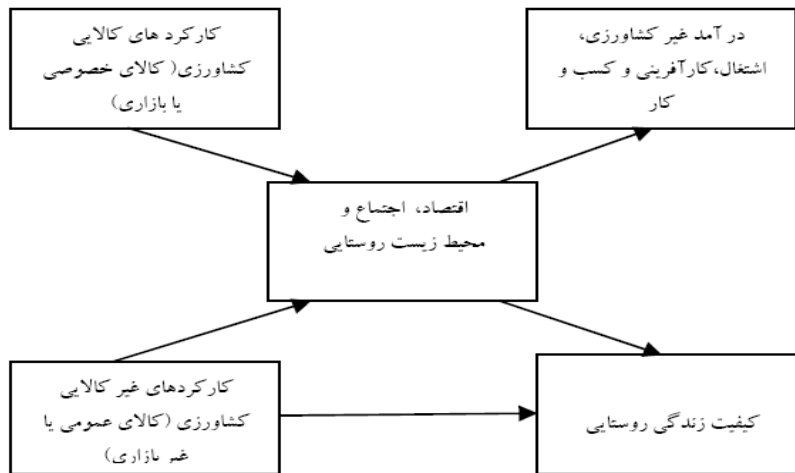 در آمد غیر کشاورزی،
اشتغال،کارآفرینی و کسب و
کار
کارکرد های کالایی
کشاورزی( کالای خصوصی
یا بازاری)
اقتصاد، اجتماع و
محیط زیست روستایی
کارکردهای غیر کالایی
کشاورزی (کالای عمومی یا
غیر بازاری)
کیفیت زندگی روستایی